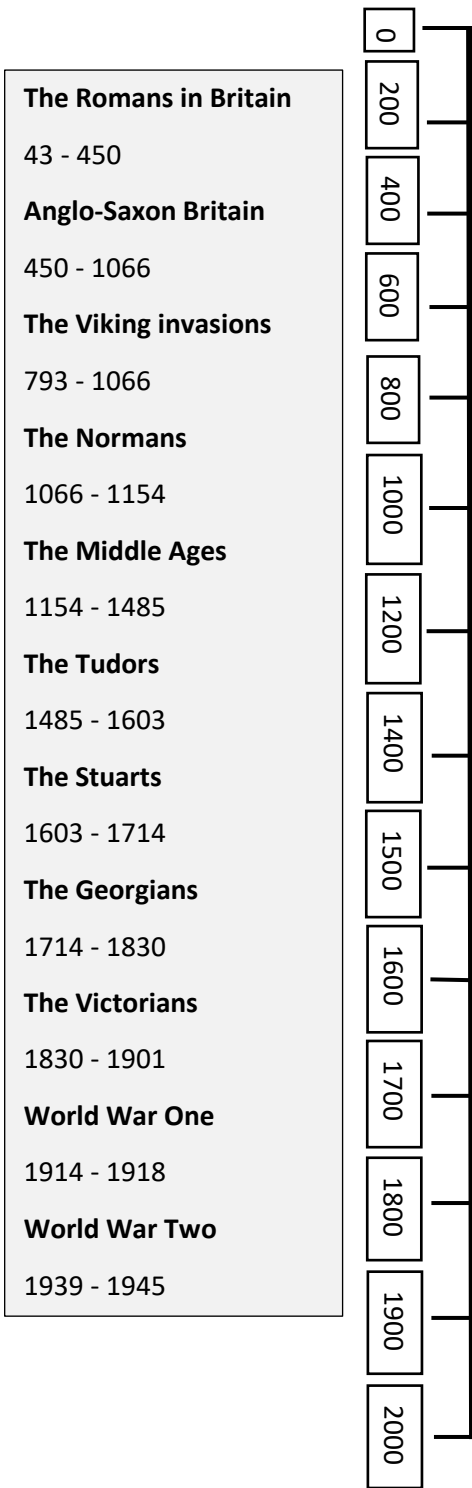 The Romans in Britain
43 - 450
Anglo-Saxon Britain
450 - 1066
The Viking invasions
793 - 1066
The Normans
1066 - 1154
The Middle Ages
1154 - 1485
The Tudors
1485 - 1603
The Stuarts
1603 - 1714
The Georgians
1714 - 1830
The Victorians
1830 - 1901
World War One
1914 - 1918
World War Two
1939 - 1945
0
200
400
600
800
1000
1200
1400
1500
1600
1700
1800
1900
2000